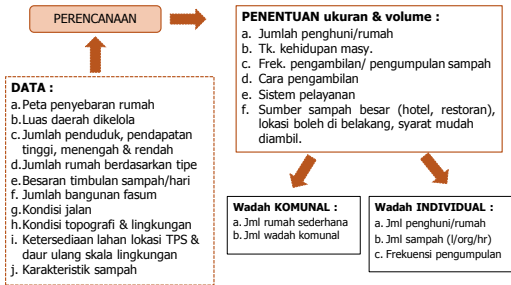 PERENCANAAN
DATA :
a. Peta penyebaran rumah
b. Luas daerah dikelola
c. Jumlah penduduk, pendapatan
tinggi, menengah & rendah
d. Jumlah rumah berdasarkan tipe
e. Besaran timbulan sampah/hari
f. Jumlah bangunan fasum
g. Kondisi jalan
h. Kondisi topografi & lingkungan
i. Ketersediaan lahan lokasi TPS &
daur ulang skala lingkungan
j. Karakteristik sampah
PENENTUAN ukuran & volume :
a. Jumlah penghuni/rumah
b. Tk. kehidupan masy.
c. Frek. pengambilan/ pengumpulan sampah
d. Cara pengambilan
e. Sistem pelayanan
f. Sumber sampah besar (hotel, restoran),
lokasi boleh di belakang, syarat mudah
diambil.
Wadah KOMUNAL :
a. Jml rumah sederhana
b. Jml wadah komunal
Wadah INDIVIDUAL :
a. Jml penghuni/rumah
b. Jml sampah (l/org/hr)
c. Frekuensi pengumpulan